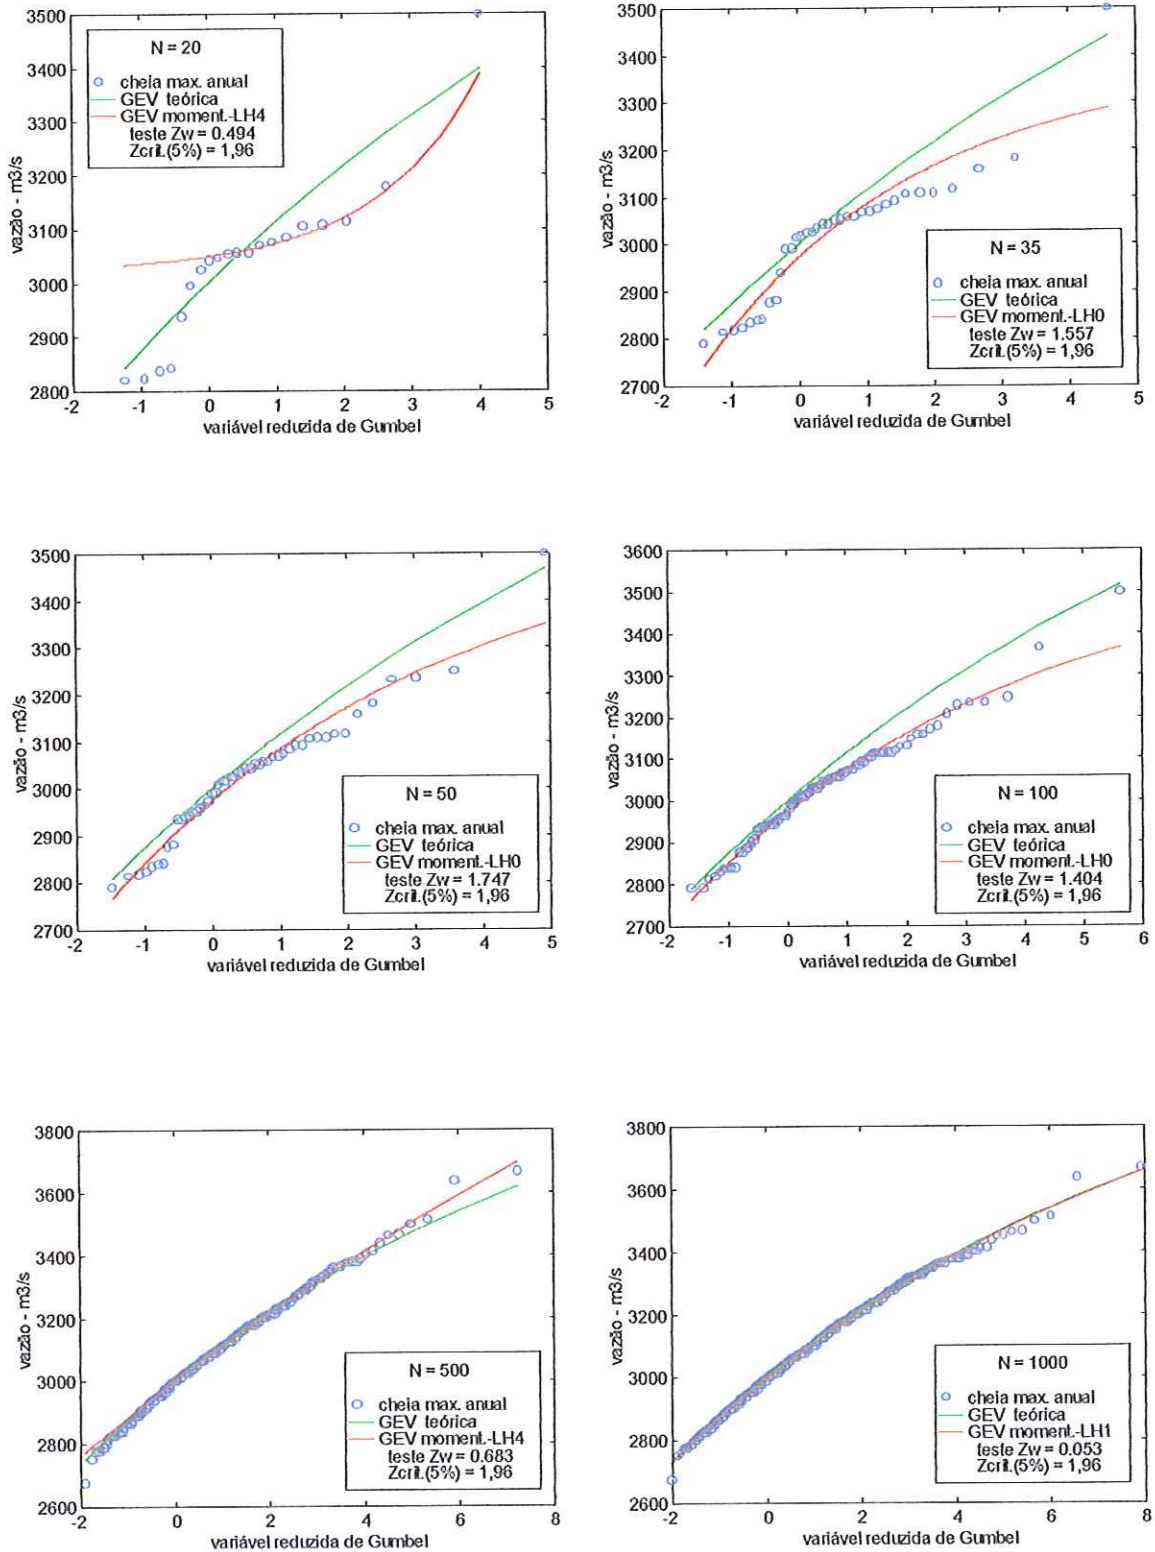 3500
3400
3300
3200
3100
3000
2900
2800
vazão - m3/s
N = 20
cheia max. anual
GEV teórica
GEV moment.-LH4
teste Zw = 0.494
Zcrit.(5%) = 1,96
-2 -1 0 1 2 3 4 5
variável reduzida de Gumbel
3500
3400
3300
3200
3100
3000
2900
2800
2700
vazão - m3/s
N = 35
cheia max. anual
GEV teórica
GEV moment.-LH0
teste Zw = 1.557
Zcrit.(5%) = 1,96
-2 -1 0 1 2 3 4 5
variável reduzida de Gumbel
3500
3400
3300
3200
3100
3000
2900
2800
2700
vazão - m3/s
N = 50
cheia max. anual
GEV teórica
GEV moment.-LH0
teste Zw = 1.747
Zcrit.(5%) = 1,96
-2 -1 0 1 2 3 4 5
variável reduzida de Gumbel
3600
3500
3400
3300
3200
3100
3000
2900
2800
2700
vazão - m3/s
N = 100
cheia max. anual
GEV teórica
GEV moment.-LH0
teste Zw = 1.404
Zcrit.(5%) = 1,96
-2 -1 0 1 2 3 4 5 6
variável reduzida de Gumbel
3800
3600
3400
3200
3000
2800
2600
vazão - m3/s
N = 500
cheia max. anual
GEV teórica
GEV moment.-LH4
teste Zw = 0.683
Zcrit.(5%) = 1,96
-2 0 2 4 6 8
variável reduzida de Gumbel
3800
3600
3400
3200
3000
2800
2600
vazão - m3/s
N = 1000
cheia max. anual
GEV teórica
GEV moment.-LH1
teste Zw = 0.053
Zcrit.(5%) = 1,96
-2 0 2 4 6 8
variável reduzida de Gumbel